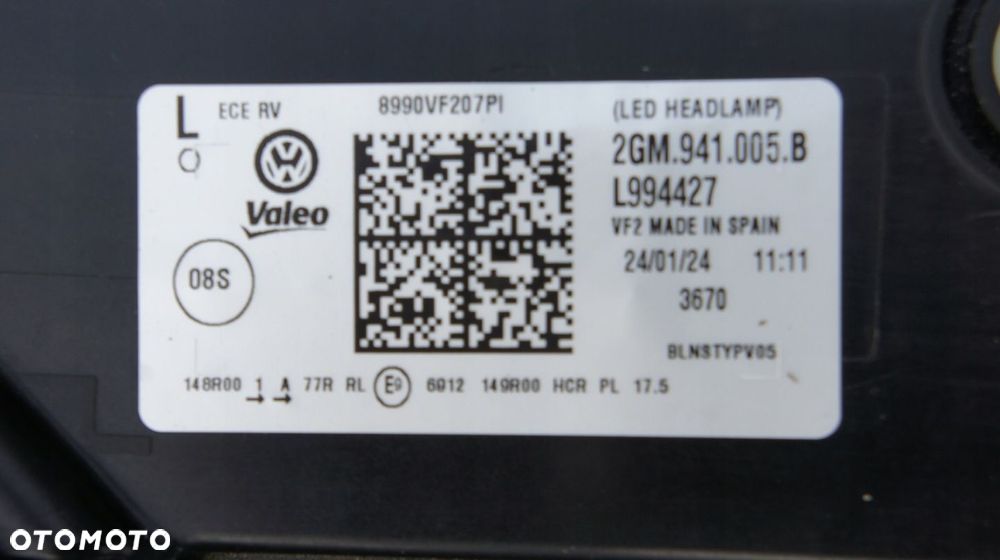 L ECE RV 8990VF207PI (LED HEADLAMP)
2GM.941.005.B
Valeo
L994427
VF2 MADE IN SPAIN
08S
24/01/24 11:11
3670
BLNSTYPV05
148R00 1 A 77R RL E9 6912 149R00 HCR PL 17.5
OTOMOTO